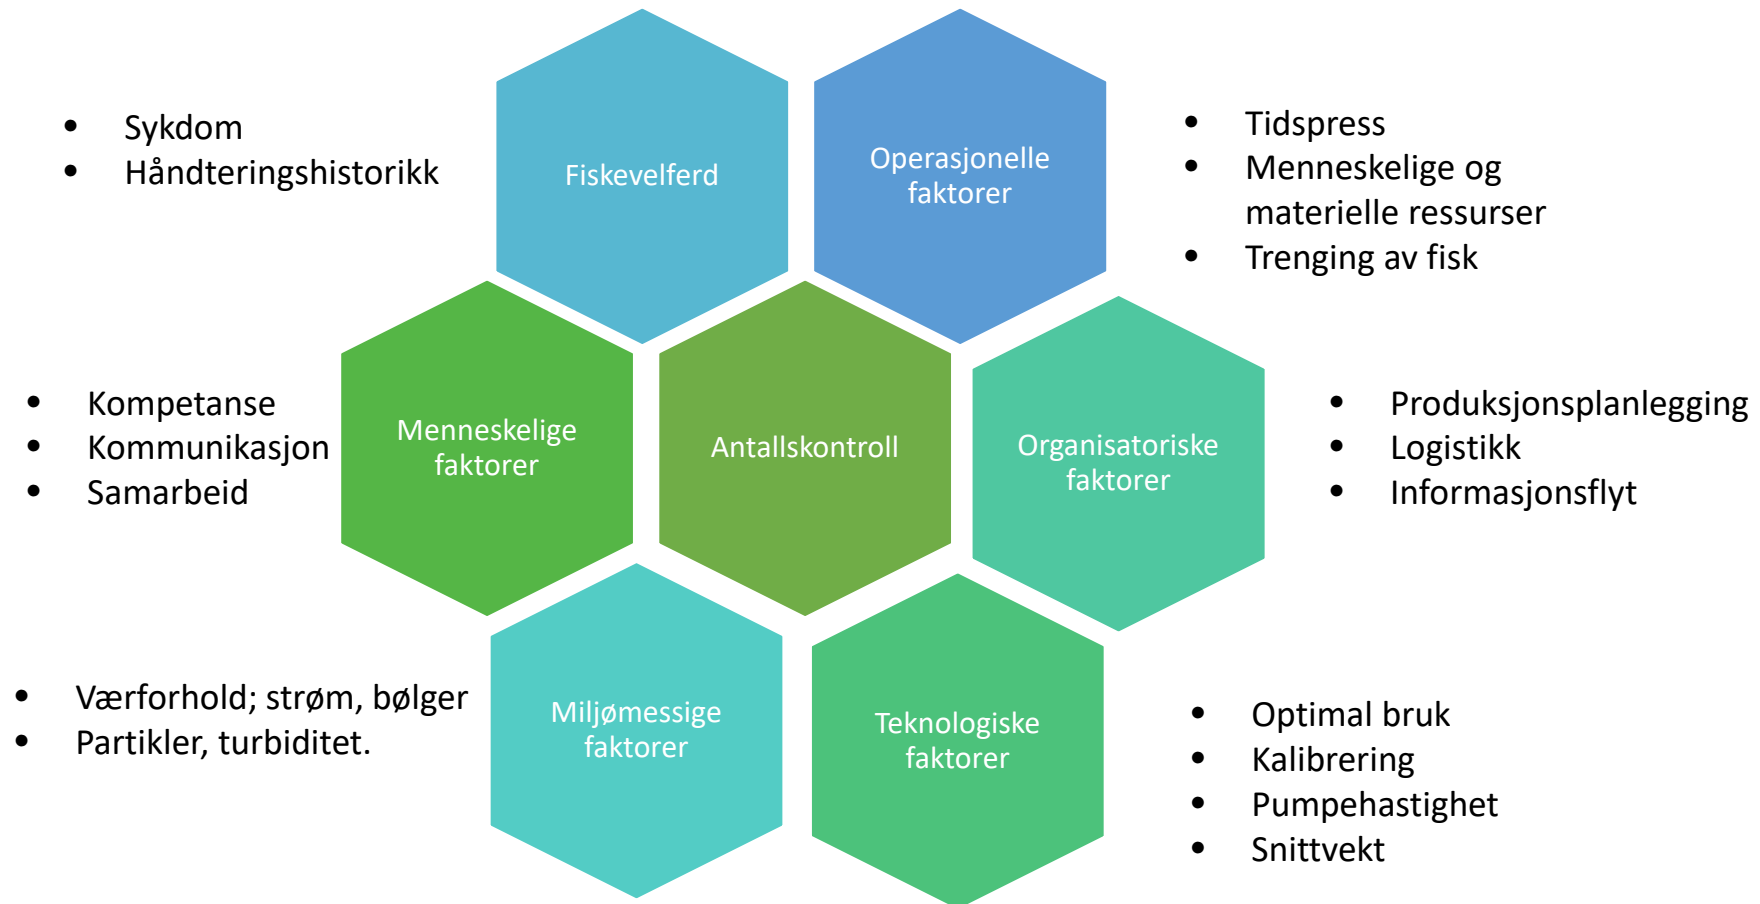 • Sykdom
• Håndteringshistorikk
Fiskevelferd
Operasjonelle
faktorer
• Tidspress
• Menneskelige og
materielle ressurser
• Trenging av fisk
• Kompetanse
• Kommunikasjon
• Samarbeid
Menneskelige
faktorer
Antallskontroll
Organisatoriske
faktorer
• Produksjonsplanlegging
• Logistikk
• Informasjonsflyt
• Værforhold; strøm, bølger
• Partikler, turbiditet.
Miljømessige
faktorer
Teknologiske
faktorer
• Optimal bruk
• Kalibrering
• Pumpehastighet
• Snittvekt